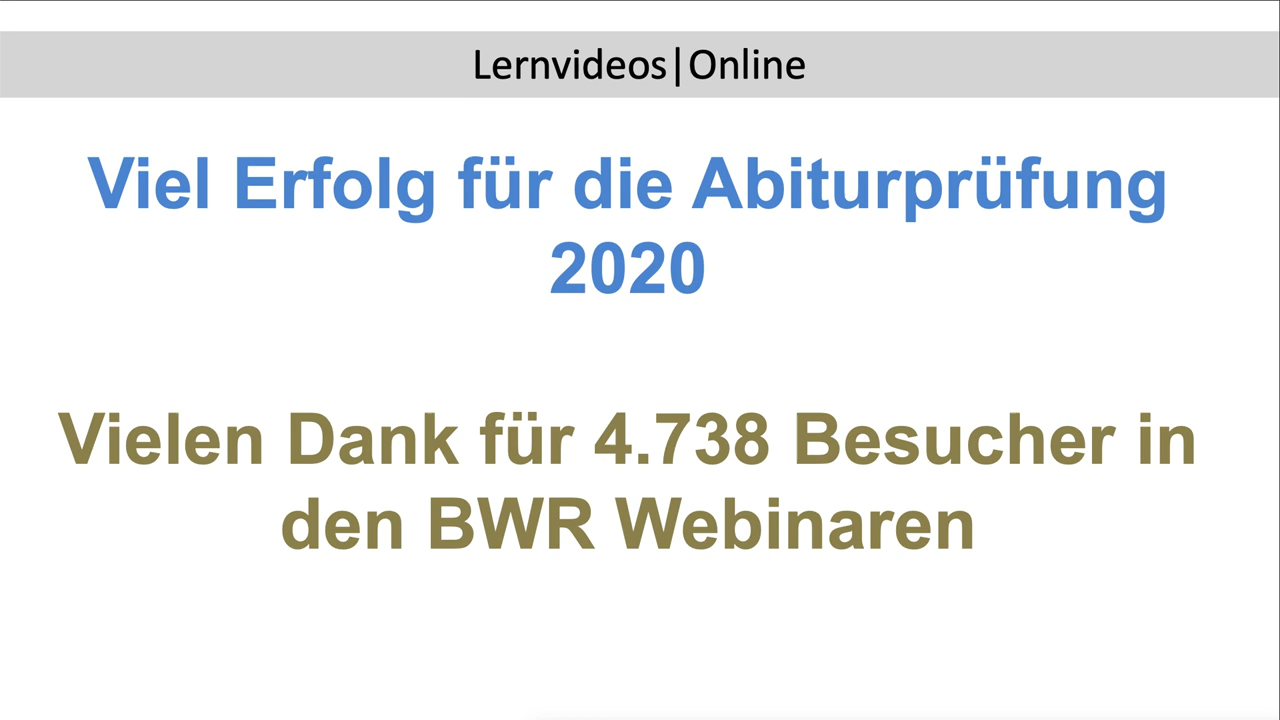 Lernvideos|Online
Viel Erfolg für die Abiturprüfung
2020
Vielen Dank für 4.738 Besucher in
den BWR Webinaren